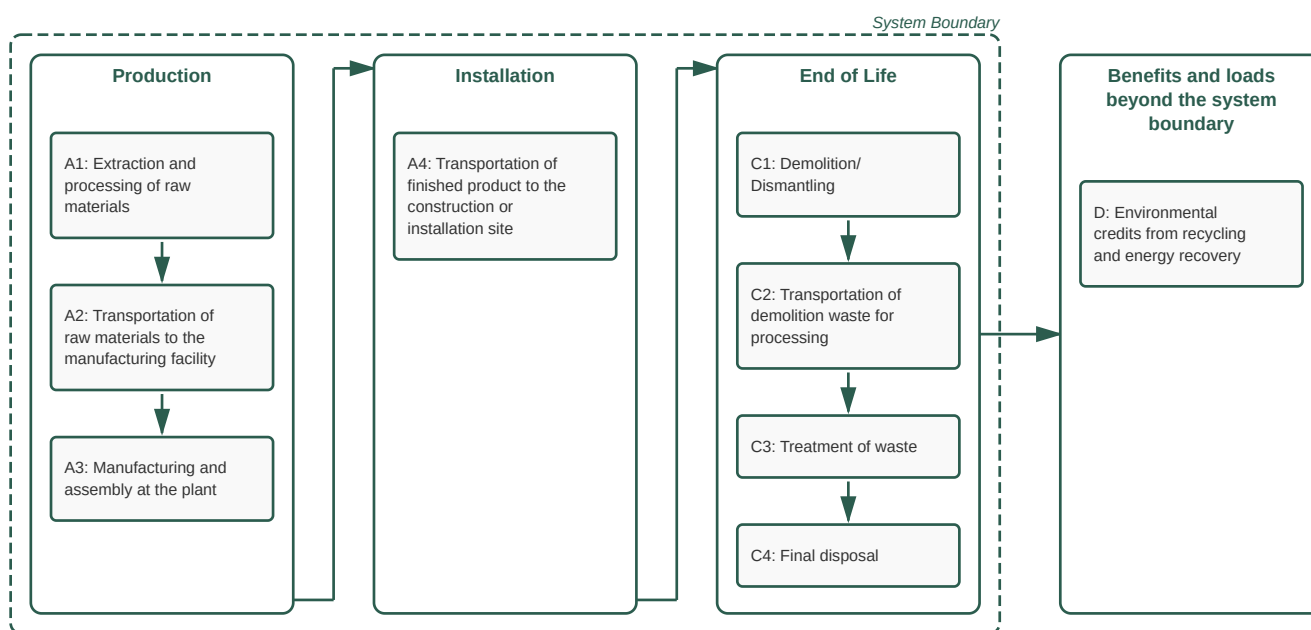 System Boundary
Production
A1: Extraction and
processing of raw
materials
A2: Transportation of
raw materials to the
manufacturing facility
A3: Manufacturing and
assembly at the plant
Installation
A4: Transportation of
finished product to the
construction or
installation site
End of Life
C1: Demolition/
Dismantling
C2: Transportation of
demolition waste for
processing
C3: Treatment of waste
C4: Final disposal
Benefits and loads
beyond the system
boundary
D: Environmental
credits from recycling
and energy recovery